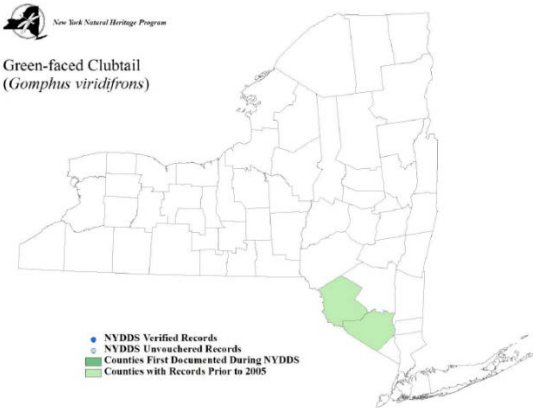 New York Natural Heritage Program
Green-faced Clubtail
(Gomphus viridifrons)
NYDDS Verified Records
NYDDS Unvouchered Records
Counties First Documented During NYDDS
Counties with Records Prior to 2005